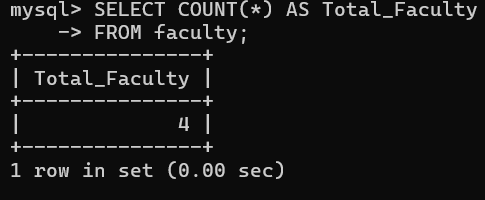 mysql> SELECT COUNT(*) AS Total_Faculty
    -> FROM faculty;
+---------------+
| Total_Faculty |
+---------------+
|             4 |
+---------------+
1 row in set (0.00 sec)